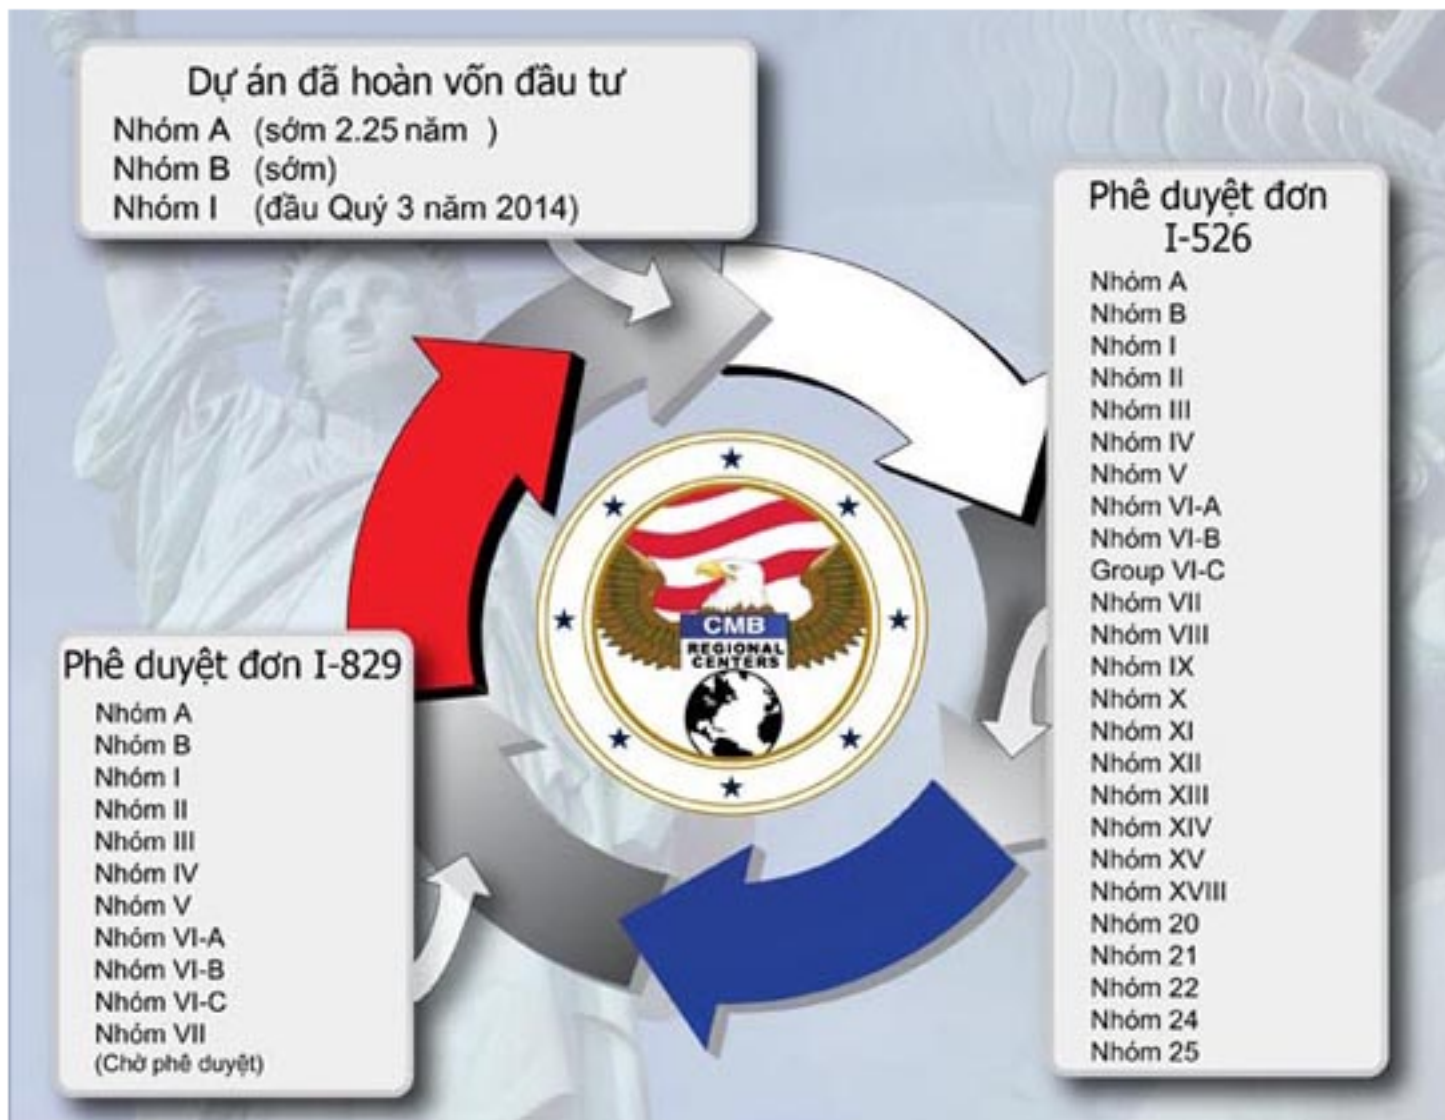 Dự án đã hoàn vốn đầu tư
Nhóm A (sớm 2.25 năm )
Nhóm B (sớm)
Nhóm I (đầu Quý 3 năm 2014)
Phê duyệt đơn
I-526
Nhóm A
Nhóm B
Nhóm I
Nhóm II
Nhóm III
Nhóm IV
Nhóm V
Nhóm VI-A
Nhóm VI-B
Group VI-C
Nhóm VII
Nhóm VIII
Nhóm IX
Nhóm X
Nhóm XI
Nhóm XII
Nhóm XIII
Nhóm XIV
Nhóm XV
Nhóm XVIII
Nhóm 20
Nhóm 21
Nhóm 22
Nhóm 24
Nhóm 25
CMB
REGIONAL
CENTERS
Phê duyệt đơn I-829
Nhóm A
Nhóm B
Nhóm I
Nhóm II
Nhóm III
Nhóm IV
Nhóm V
Nhóm VI-A
Nhóm VI-B
Nhóm VI-C
Nhóm VII
(Chờ phê duyệt)